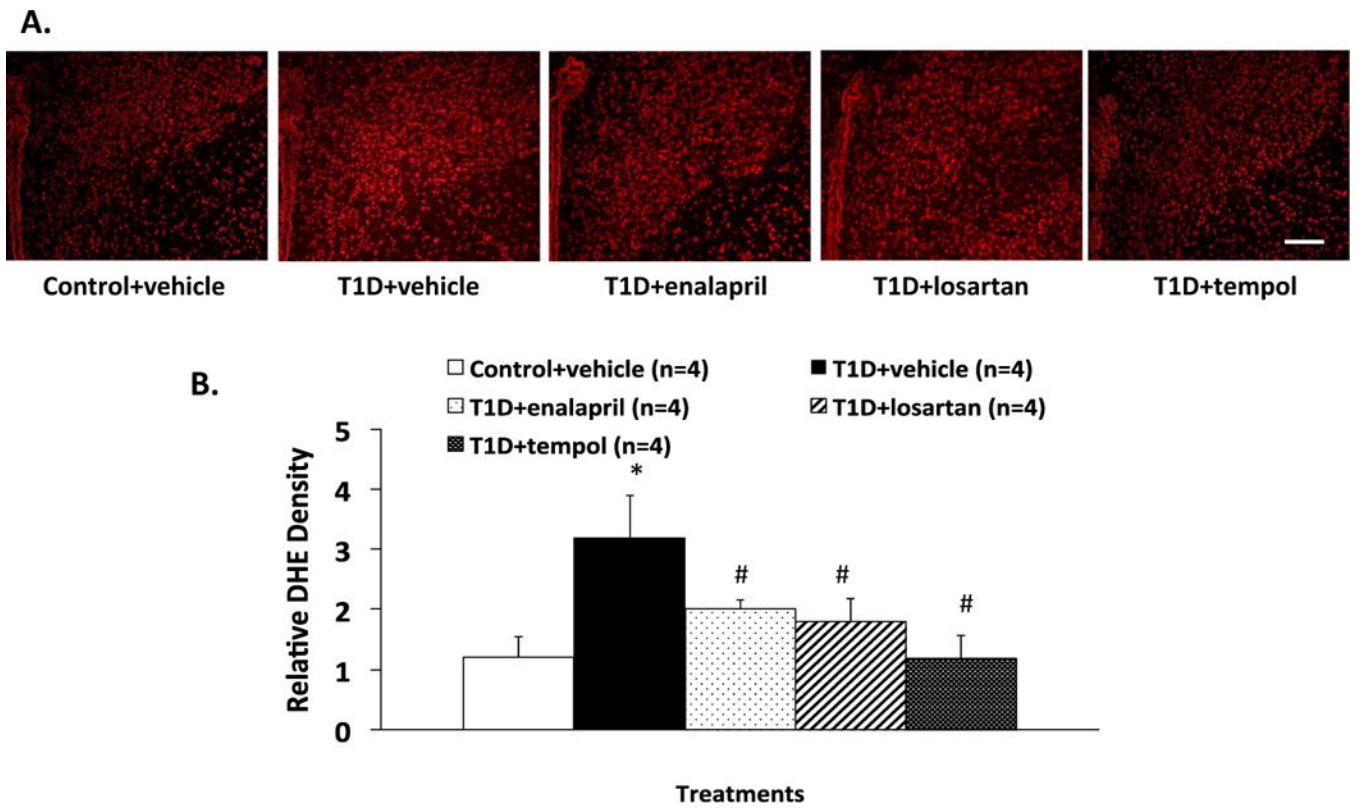 A.
Control+vehicle T1D+vehicle T1D+enalapril T1D+losartan T1D+tempol
B.
Control+vehicle (n=4) T1D+vehicle (n=4)
T1D+enalapril (n=4) T1D+losartan (n=4)
T1D+tempol (n=4)
Relative DHE Density
5
4
3
2
1
0
*
#
#
#
Treatments